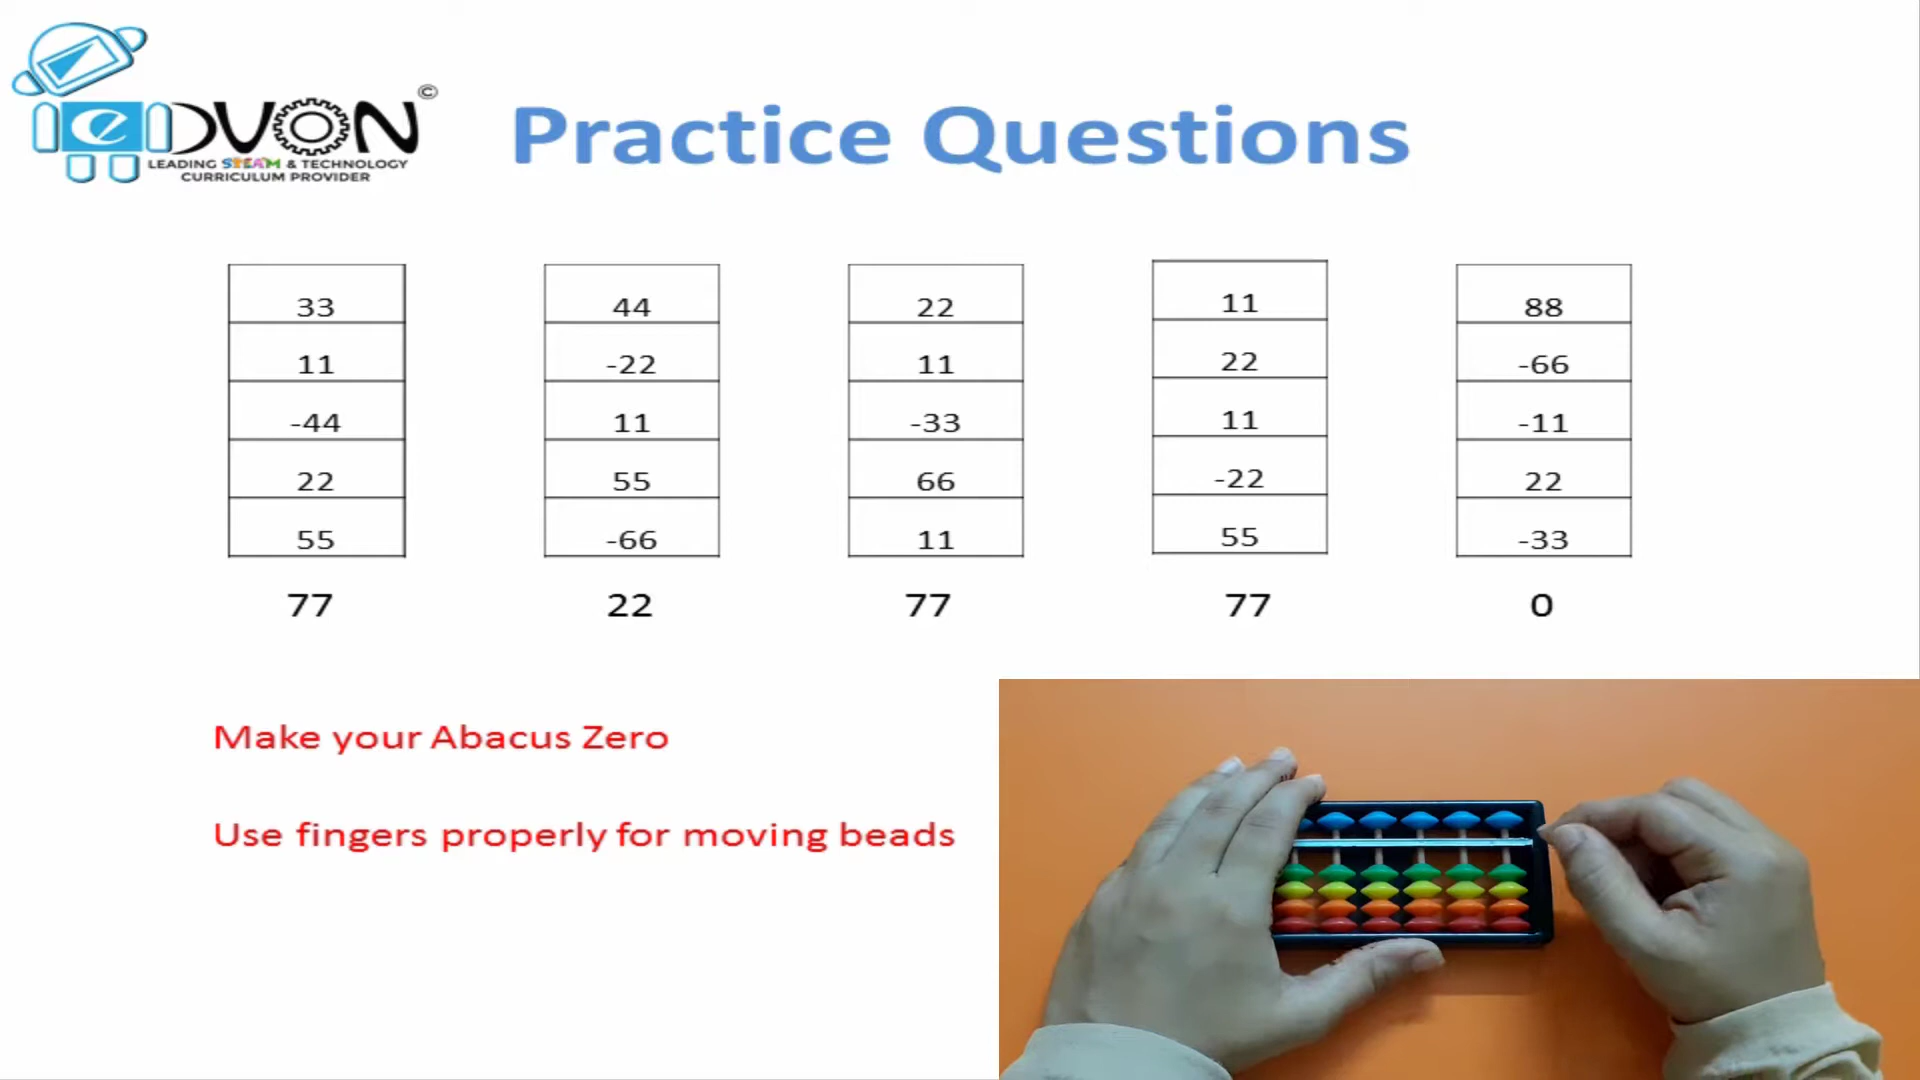 eDVON©
LEADING STEAM & TECHNOLOGY
CURRICULUM PROVIDER
Practice Questions
33 44 22 11 88
11 -22 11 22 -66
-44 11 -33 11 -11
22 55 66 -22 22
55 -66 11 55 -33
77 22 77 77 0
Make your Abacus Zero
Use fingers properly for moving beads